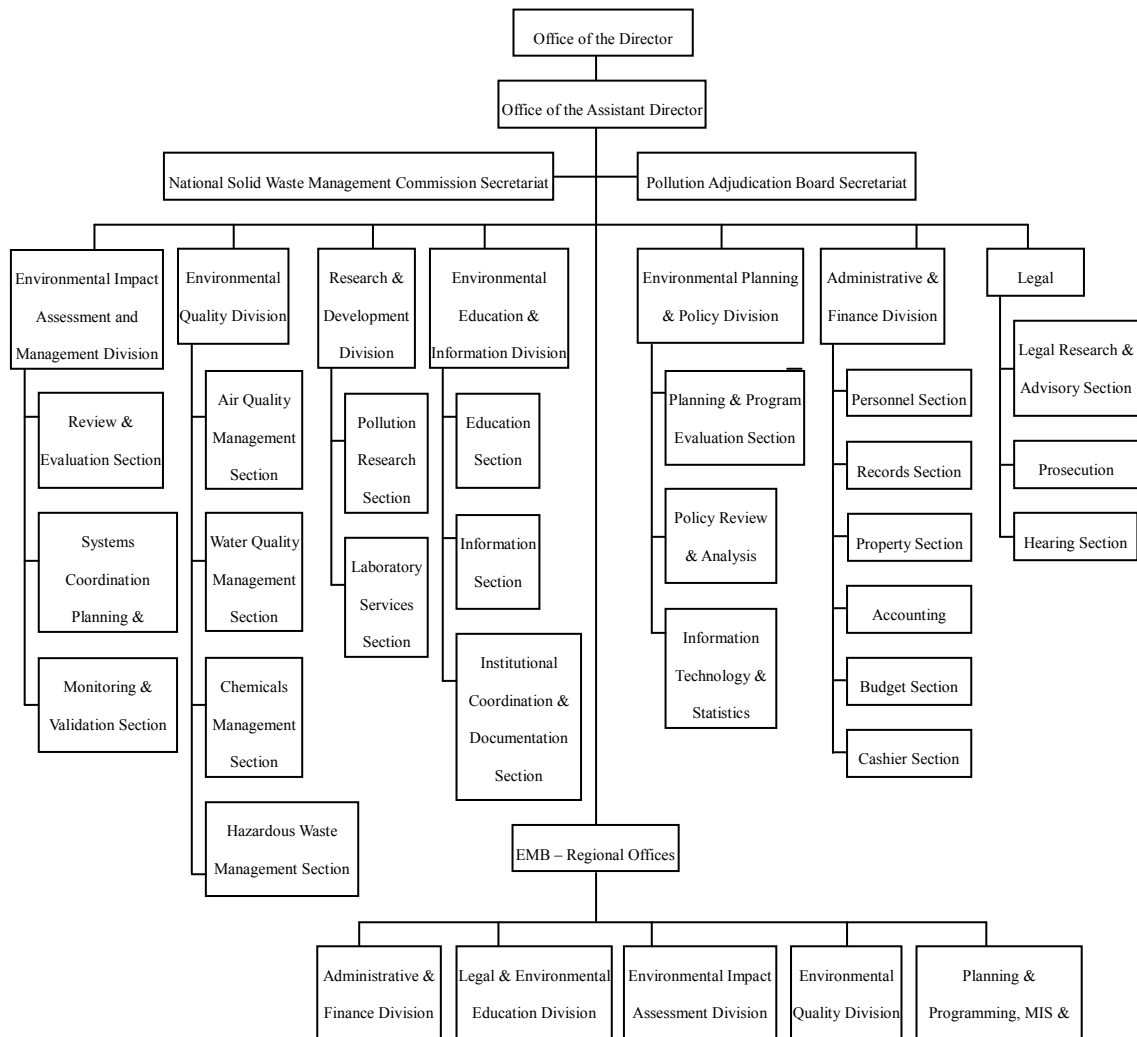 Office of the Director
Office of the Assistant Director
National Solid Waste Management Commission Secretariat
Pollution Adjudication Board Secretariat
Environmental Impact
Assessment and
Management Division
Environmental
Quality Division
Research &
Development
Division
Environmental
Education &
Information Division
Environmental Planning
& Policy Division
Administrative &
Finance Division
Legal
Review &
Evaluation Section
Systems
Coordination
Planning &
Monitoring &
Validation Section
Air Quality
Management
Section
Water Quality
Management
Section
Chemicals
Management
Section
Hazardous Waste
Management Section
Pollution
Research
Section
Laboratory
Services
Section
Education
Section
Information
Section
Institutional
Coordination &
Documentation
Section
Planning & Program
Evaluation Section
Policy Review
& Analysis
Information
Technology &
Statistics
Personnel Section
Records Section
Property Section
Accounting
Budget Section
Cashier Section
Legal Research &
Advisory Section
Prosecution
Hearing Section
EMB – Regional Offices
Administrative &
Finance Division
Legal & Environmental
Education Division
Environmental Impact
Assessment Division
Environmental
Quality Division
Planning &
Programming, MIS &